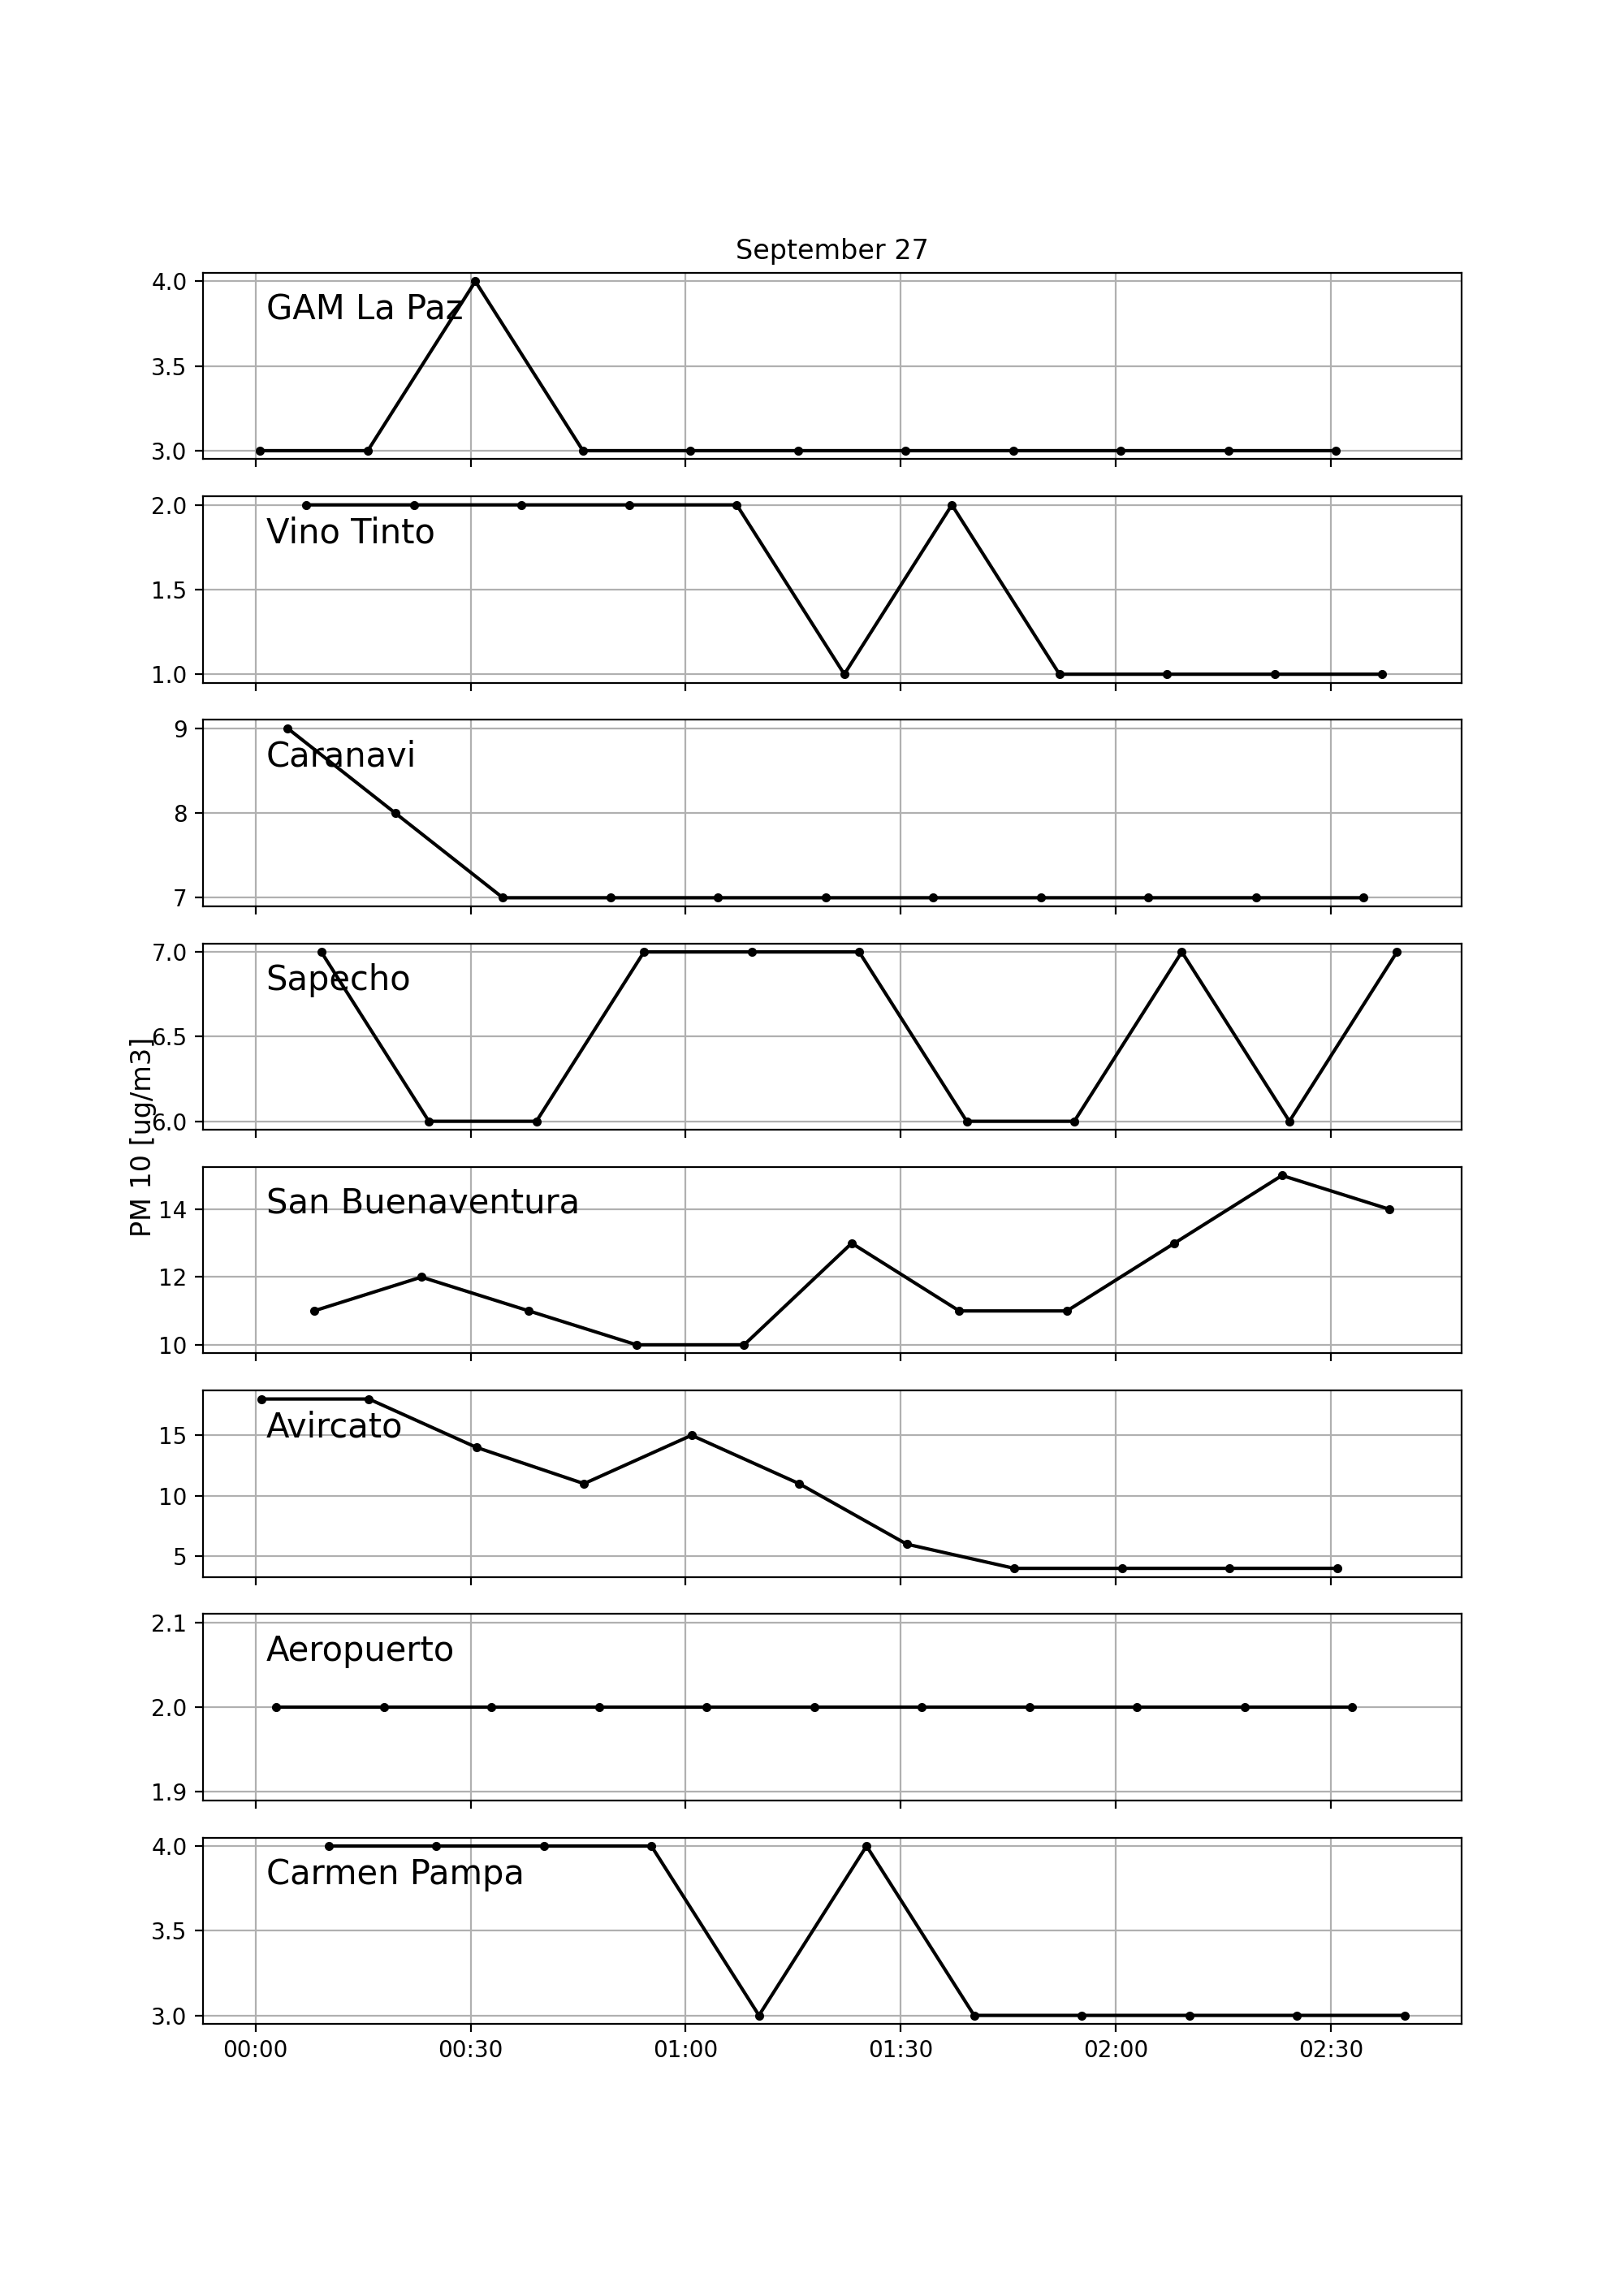 September 27
4.0
GAM La Paz
3.5
3.0
2.0
Vino Tinto
1.5
1.0
9
Caranavi
8
7
7.0
Sapecho
6.5
6.0
PM 10 [ug/m3]
San Buenaventura
14
12
10
Avircato
15
10
5
2.1
Aeropuerto
2.0
1.9
4.0
Carmen Pampa
3.5
3.0
00:00 00:30 01:00 01:30 02:00 02:30